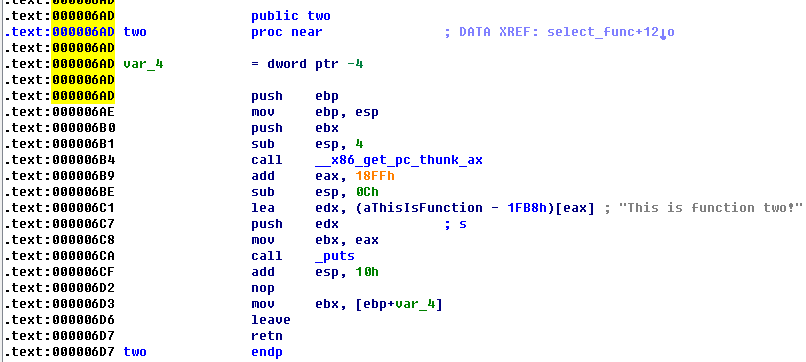 .text:000006AD
.text:000006AD public two
.text:000006AD two proc near ; DATA XREF: select_func+12↓o
.text:000006AD
.text:000006AD var_4 = dword ptr -4
.text:000006AD
.text:000006AD push ebp
.text:000006AE mov ebp, esp
.text:000006B0 push ebx
.text:000006B1 sub esp, 4
.text:000006B4 call __x86_get_pc_thunk_ax
.text:000006B9 add eax, 18FFh
.text:000006BE sub esp, 0Ch
.text:000006C1 lea edx, (aThisIsFunction - 1FB8h)[eax] ; "This is function two!"
.text:000006C7 push edx ; s
.text:000006C8 mov ebx, eax
.text:000006CA call _puts
.text:000006CF add esp, 10h
.text:000006D2 nop
.text:000006D3 mov ebx, [ebp+var_4]
.text:000006D6 leave
.text:000006D7 retn
.text:000006D7 two endp